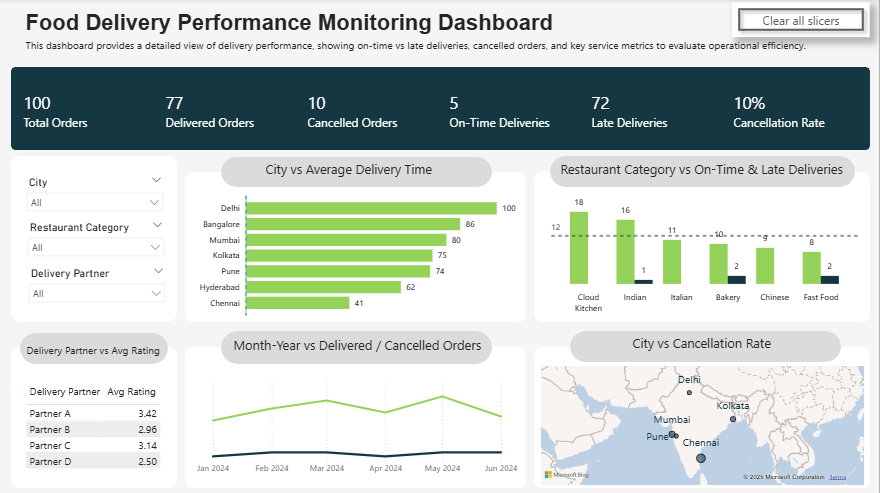 Food Delivery Performance Monitoring Dashboard
Clear all slicers
This dashboard provides a detailed view of delivery performance, showing on-time vs late deliveries, cancelled orders, and key service metrics to evaluate operational efficiency.
100
Total Orders
77
Delivered Orders
10
Cancelled Orders
5
On-Time Deliveries
72
Late Deliveries
10%
Cancellation Rate
City
All
Restaurant Category
All
Delivery Partner
All
City vs Average Delivery Time
Delhi 100
Bangalore 86
Mumbai 80
Kolkata 75
Pune 74
Hyderabad 62
Chennai 41
Restaurant Category vs On-Time & Late Deliveries
12
18
16 1
11
10 2
9
8 2
Cloud Kitchen
Indian
Italian
Bakery
Chinese
Fast Food
Delivery Partner vs Avg Rating
Delivery Partner Avg Rating
Partner A 3.42
Partner B 2.96
Partner C 3.14
Partner D 2.50
Month-Year vs Delivered / Cancelled Orders
Jan 2024 Feb 2024 Mar 2024 Apr 2024 May 2024 Jun 2024
City vs Cancellation Rate
Delhi
Kolkata
Mumbai
Pune
Chennai
Microsoft Bing
© 2025 Microsoft Corporation Terms